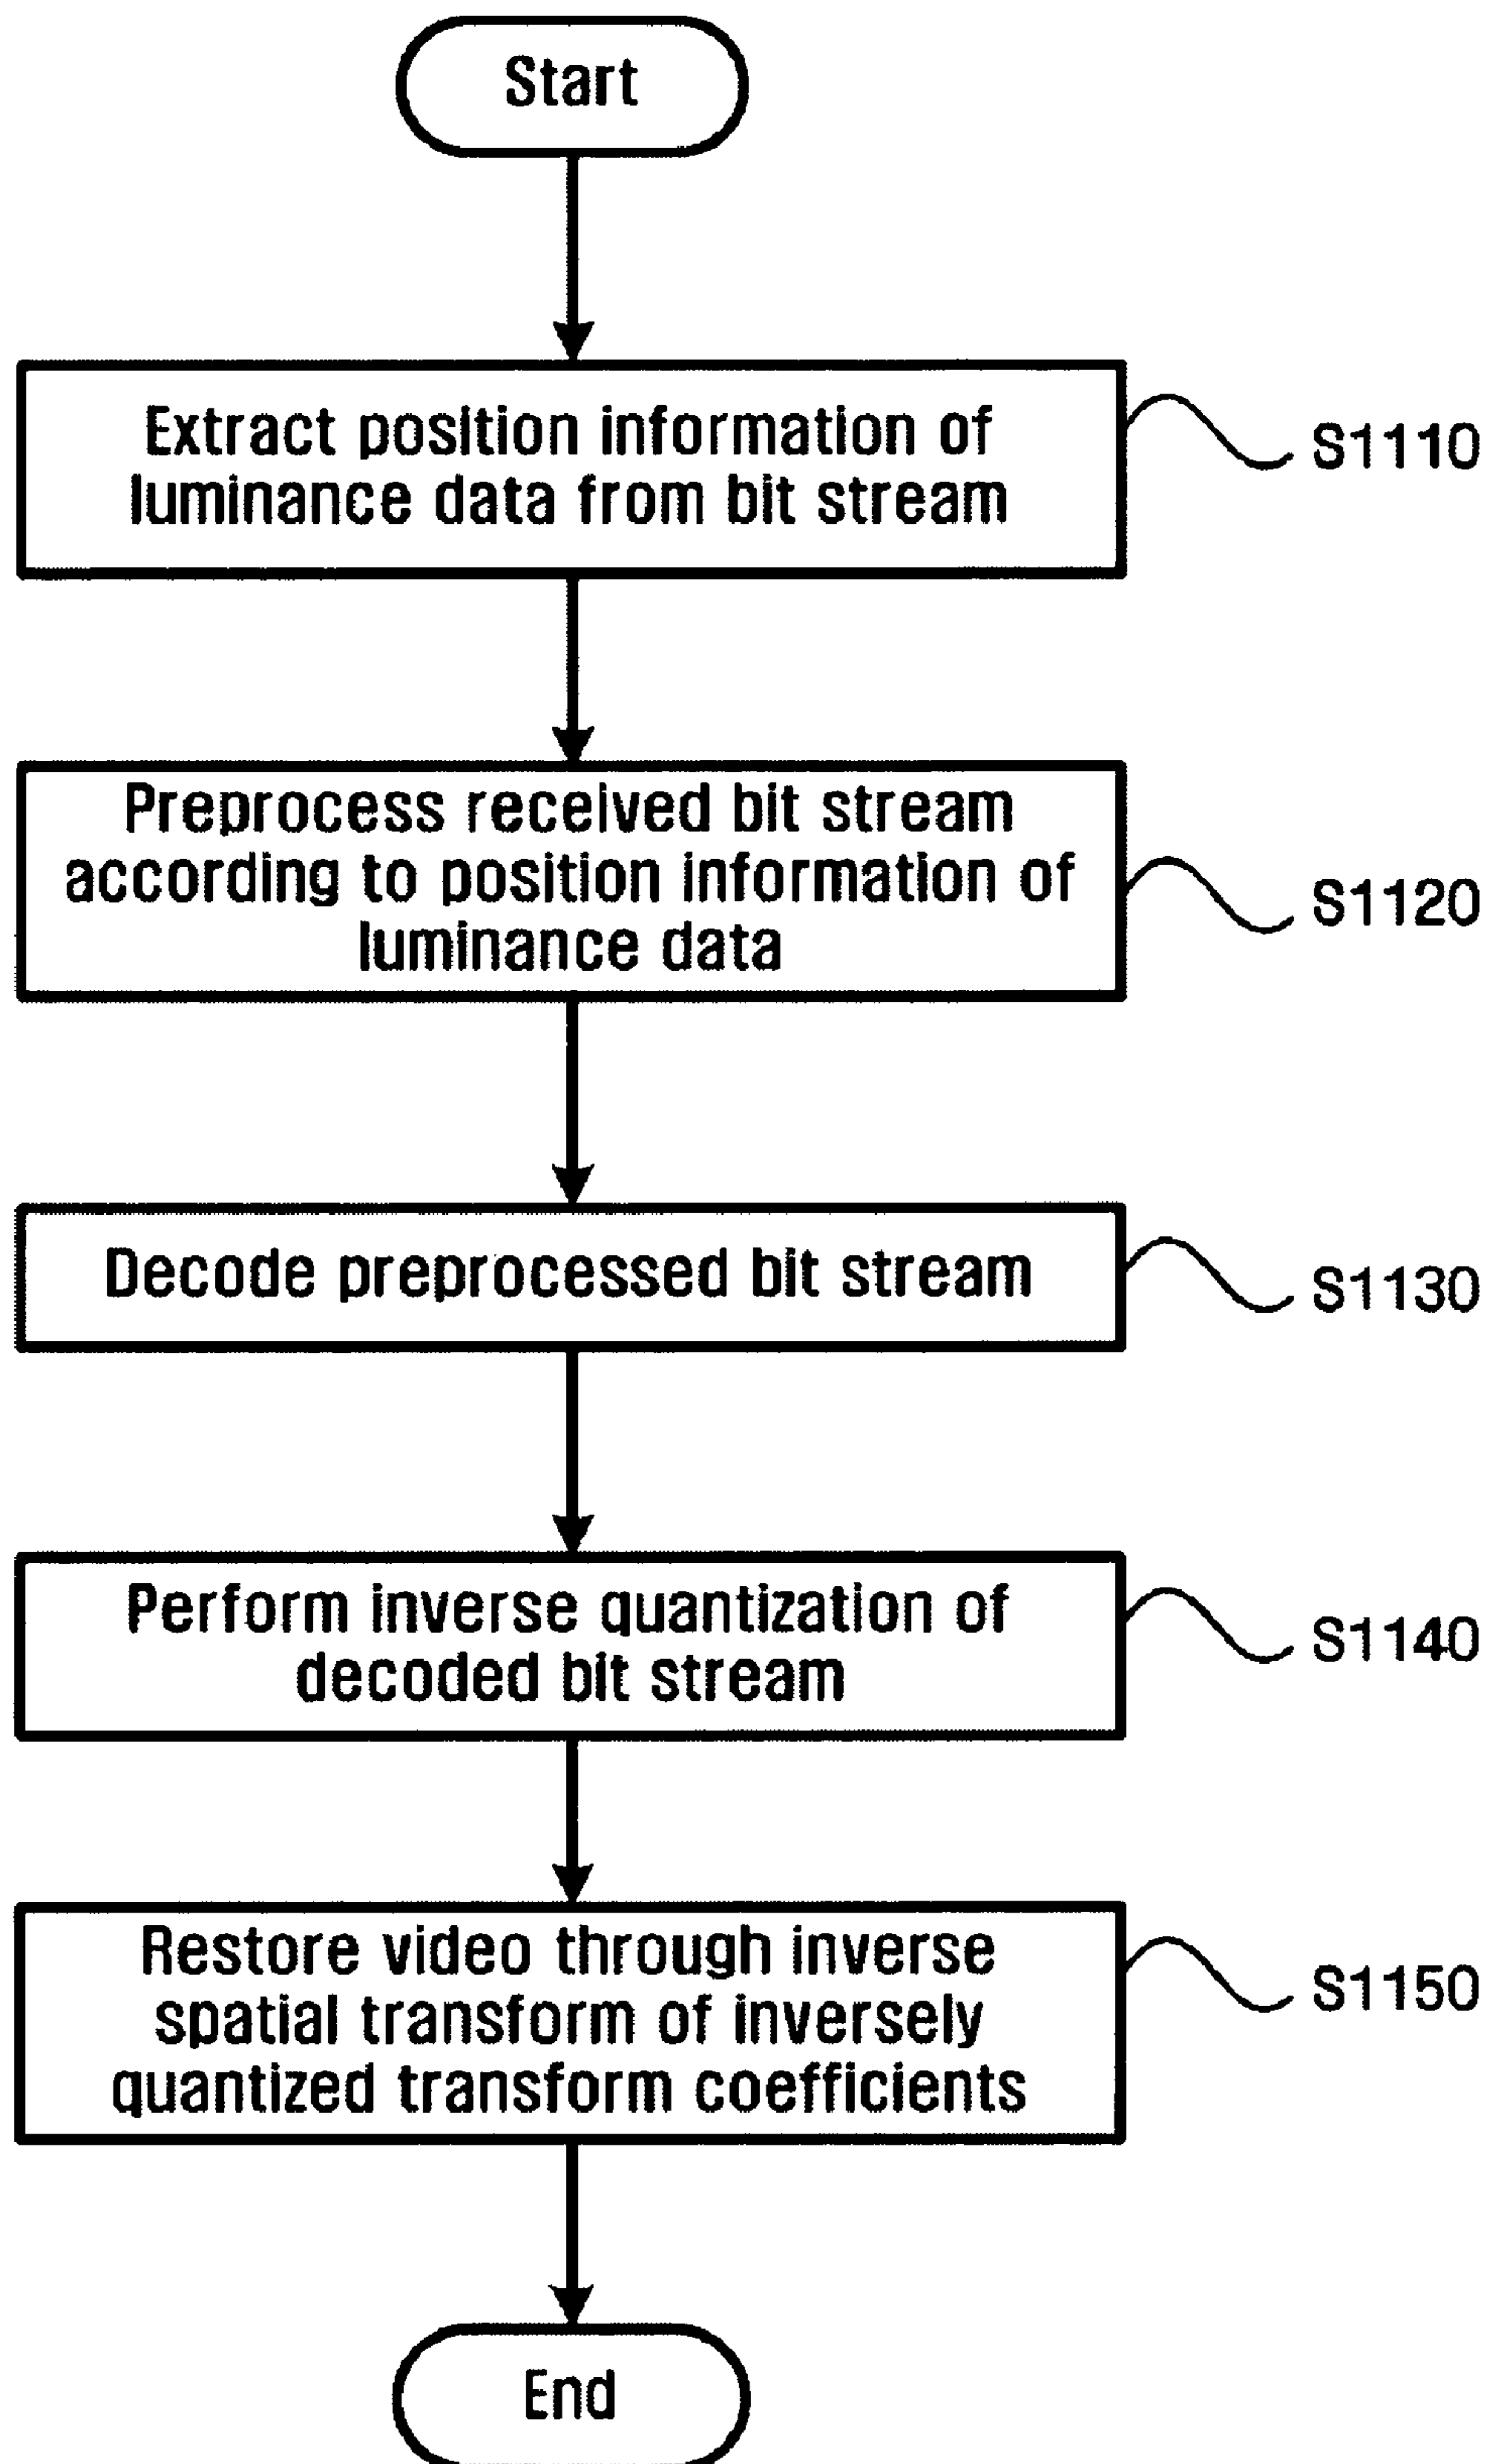 Start
Extract position information of
luminance data from bit stream
S1110
Preprocess received bit stream
according to position information of
luminance data
S1120
Decode preprocessed bit stream
S1130
Perform inverse quantization of
decoded bit stream
S1140
Restore video through inverse
spatial transform of inversely
quantized transform coefficients
S1150
End